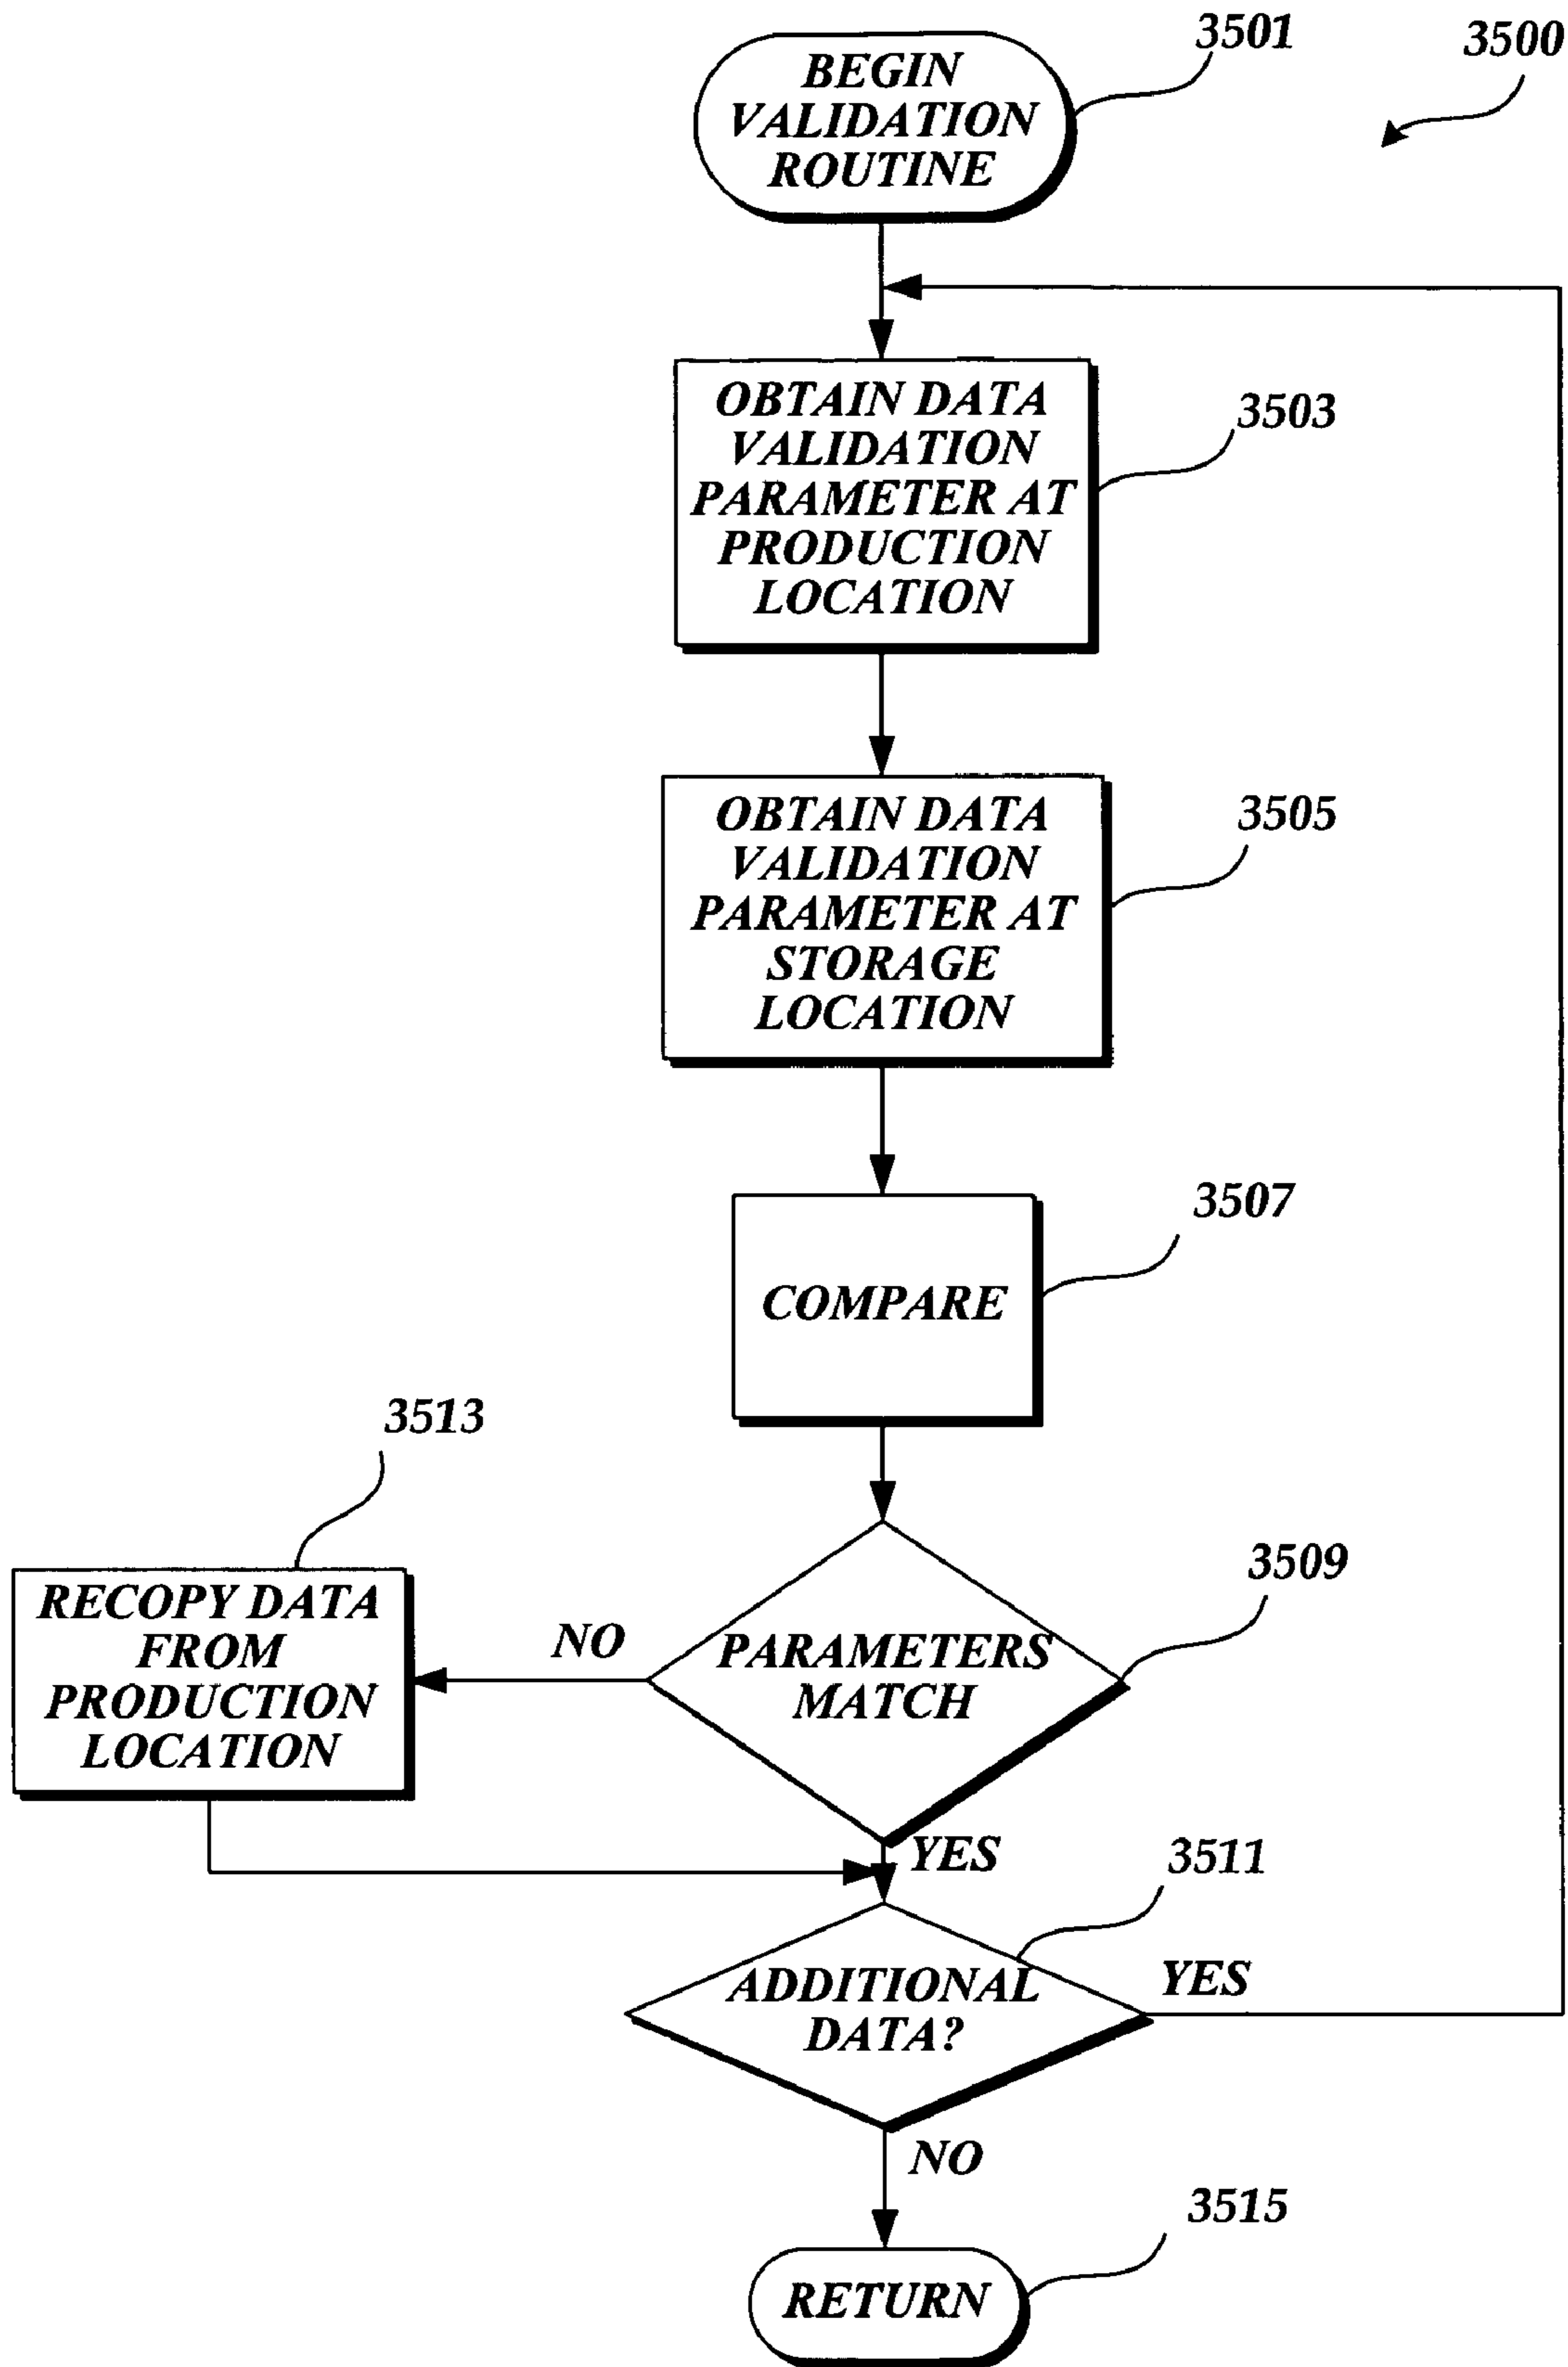 3501
3500
BEGIN
VALIDATION
ROUTINE
OBTAIN DATA
VALIDATION
PARAMETER AT
PRODUCTION
LOCATION
3503
OBTAIN DATA
VALIDATION
PARAMETER AT
STORAGE
LOCATION
3505
COMPARE
3507
3513
RECOPY DATA
FROM
PRODUCTION
LOCATION
NO
PARAMETERS
MATCH
3509
YES
3511
ADDITIONAL
DATA?
YES
NO
3515
RETURN